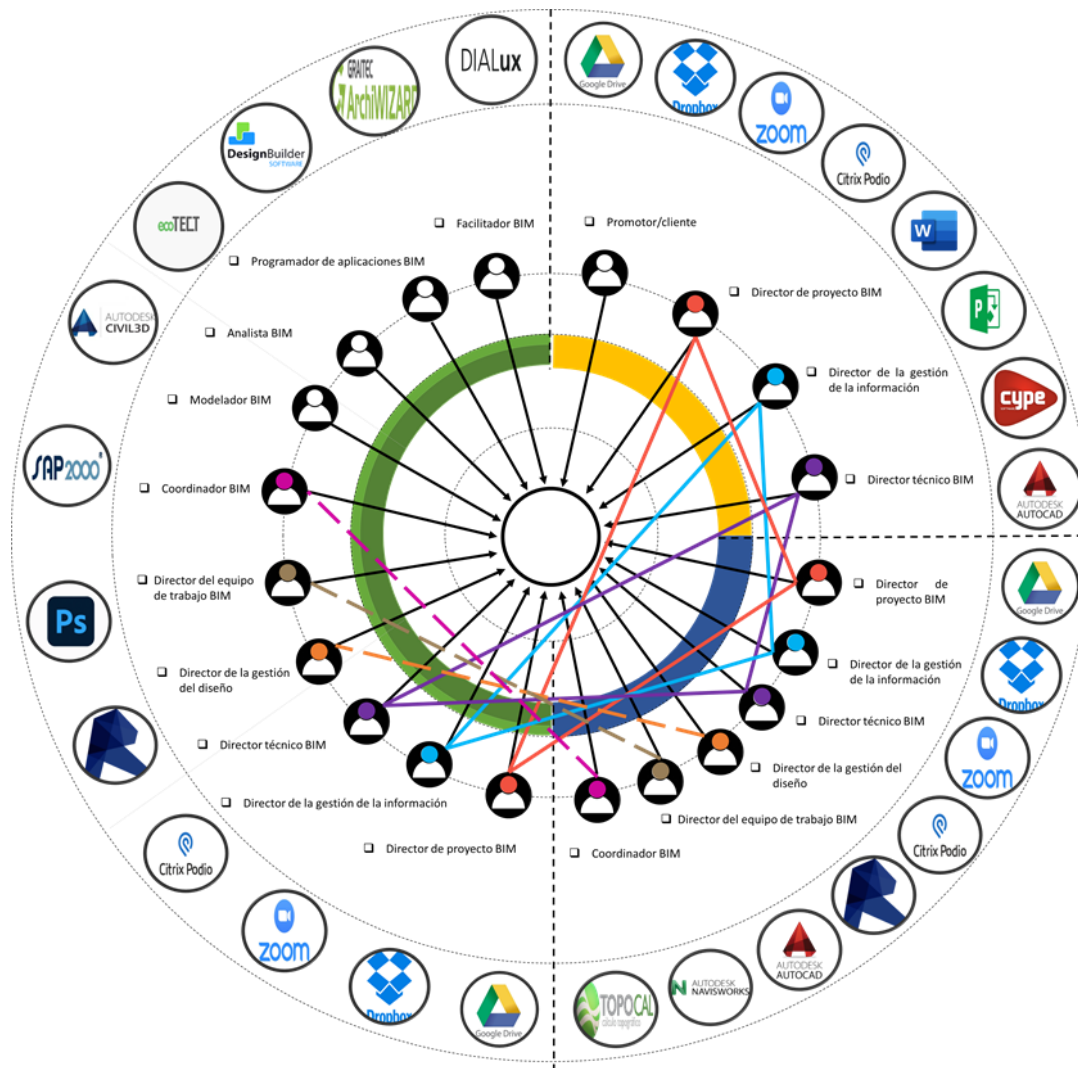 DIALux
GRAITEC
ArchiWIZARD
DesignBuilder
SOFTWARE
ecoTECT
AUTODESK
CIVIL3D
SAP2000
Ps
Citrix Podio
zoom
Dropbox
Google Drive
Google Drive
Dropbox
zoom
Citrix Podio
W
P
cype
AUTODESK
AUTOCAD
Google Drive
Dropbox
zoom
Citrix Podio
AUTODESK
AUTOCAD
AUTODESK
NAVISWORKS
TOPOCAL
cálculo topográfico
Facilitador BIM
Programador de aplicaciones BIM
Analista BIM
Modelador BIM
Coordinador BIM
Director del equipo
de trabajo BIM
Director de la gestión
del diseño
Director técnico BIM
Director de la gestión de la información
Director de proyecto BIM
Promotor/cliente
Director de proyecto BIM
Director de la gestión
de la información
Director técnico BIM
Director de
proyecto BIM
Director de la gestión
de la información
Director técnico BIM
Director de la gestión del
diseño
Director del equipo de trabajo BIM
Coordinador BIM